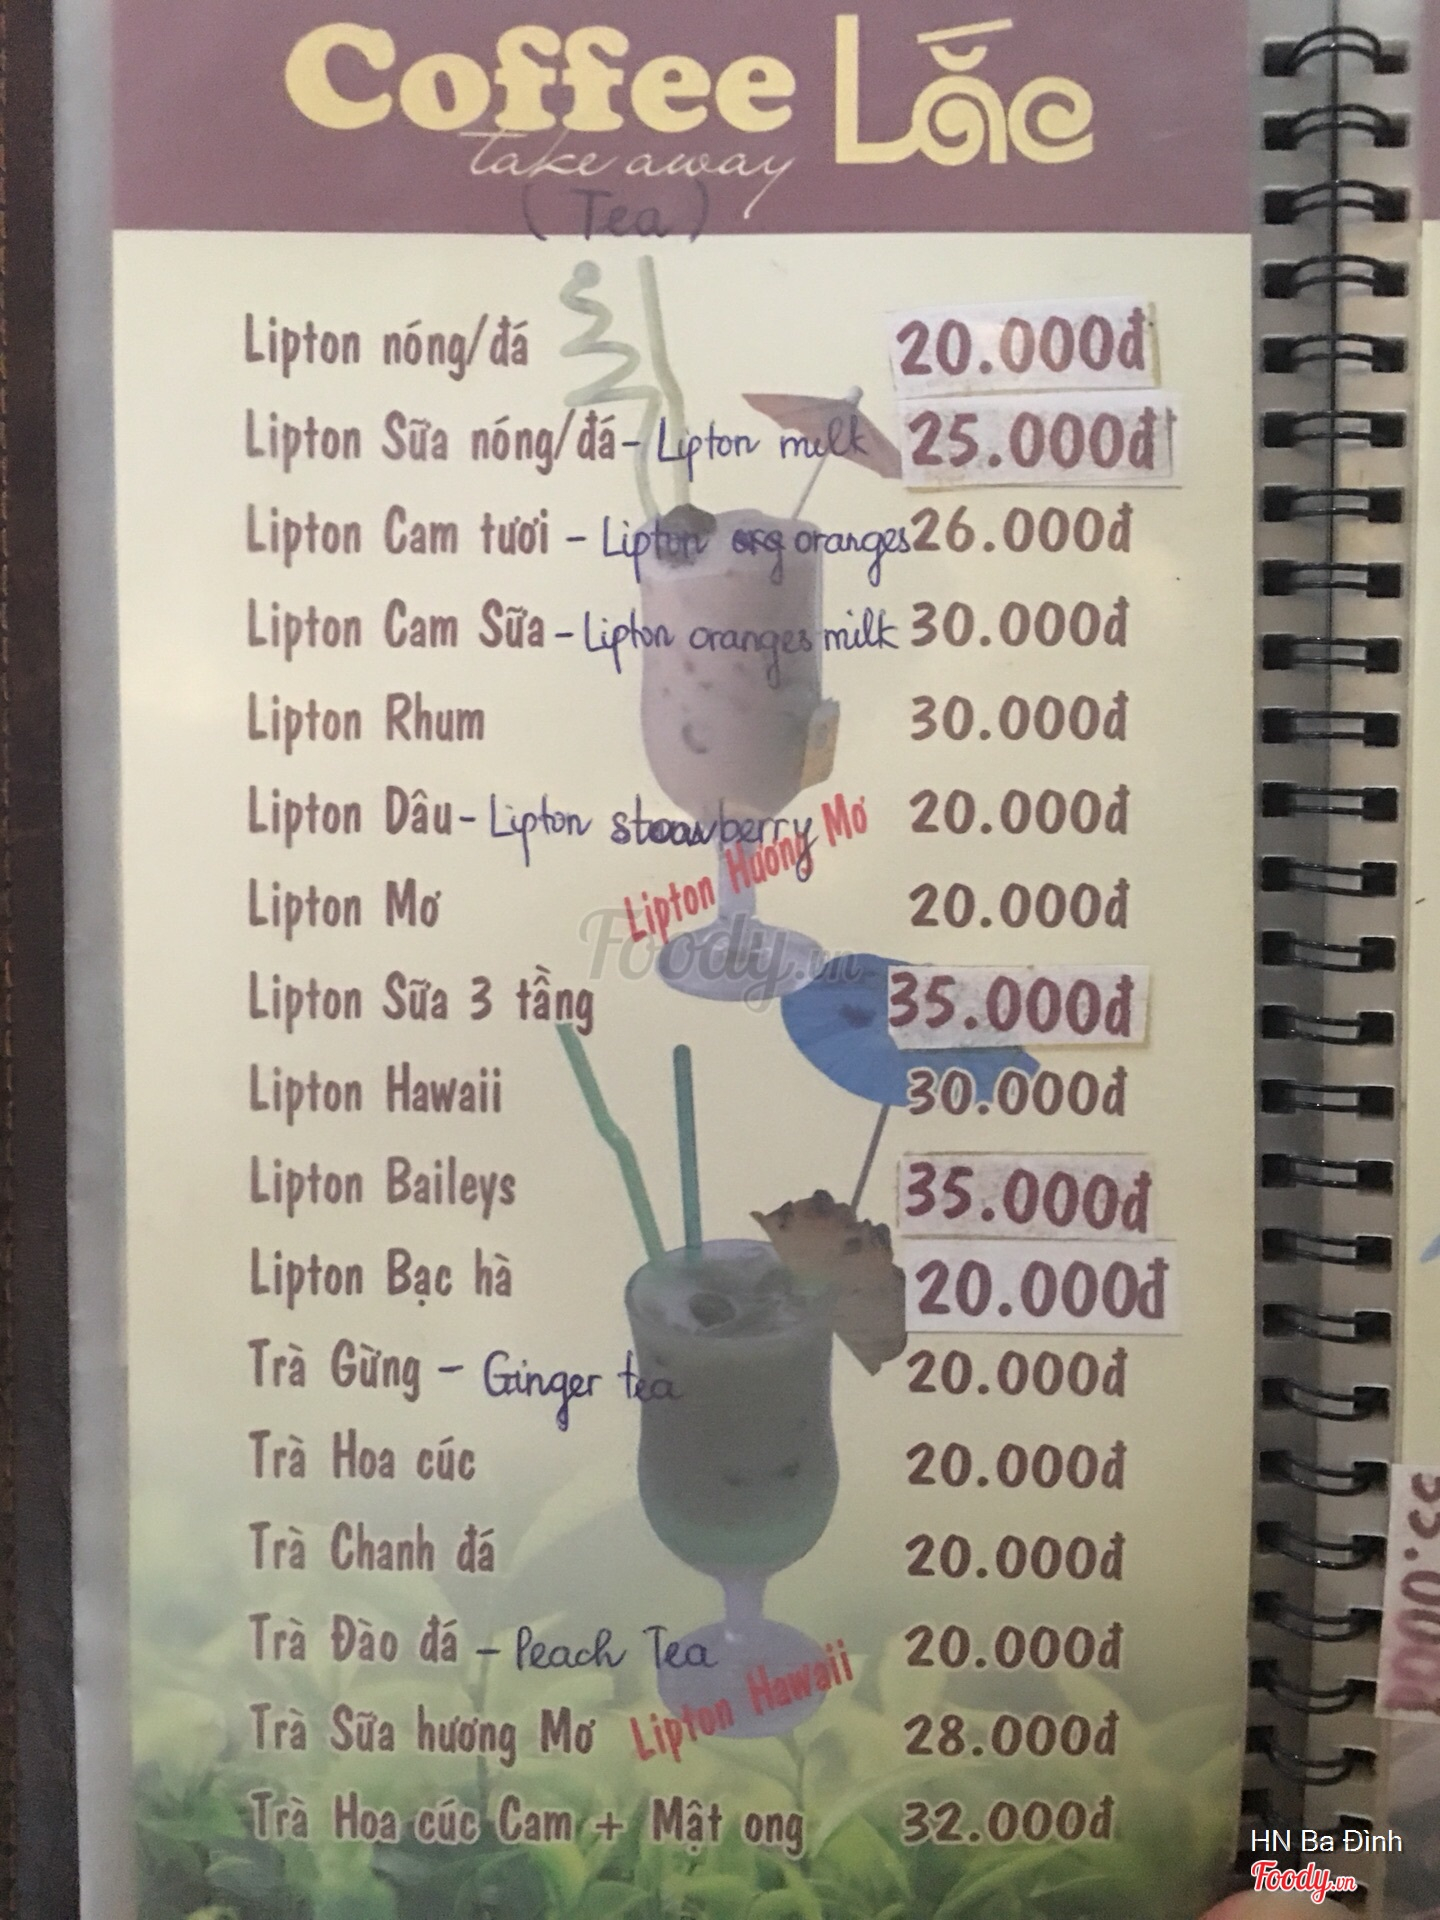 Coffee Lắc
take away
(Tea)
Lipton nóng/đá 20.000đ
Lipton Sữa nóng/đá - Lipton milk 25.000đ
Lipton Cam tươi - Lipton oranges 26.000đ
Lipton Cam Sữa - Lipton oranges milk 30.000đ
Lipton Rhum 30.000đ
Lipton Dâu - Lipton strawberry 20.000đ
Lipton Hương Mơ
Lipton Mơ 20.000đ
Foody.vn
Lipton Sữa 3 tầng 35.000đ
Lipton Hawaii 30.000đ
Lipton Baileys 35.000đ
Lipton Bạc hà 20.000đ
Trà Gừng - Ginger tea 20.000đ
Trà Hoa cúc 20.000đ
Trà Chanh đá 20.000đ
Trà Đào đá - Peach Tea 20.000đ
Lipton Hawaii
Trà Sữa hương Mơ 28.000đ
Trà Hoa cúc Cam + Mật ong 32.000đ
HN Ba Đình
Foody.vn